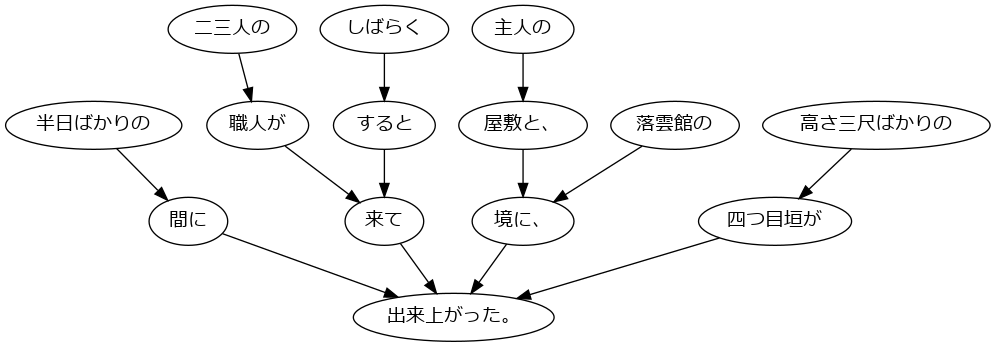 二三人の しばらく 主人の
半日ばかりの 職人が すると 屋敷と、 落雲館の 高さ三尺ばかりの
間に 来て 境に、 四つ目垣が
出来上がった。